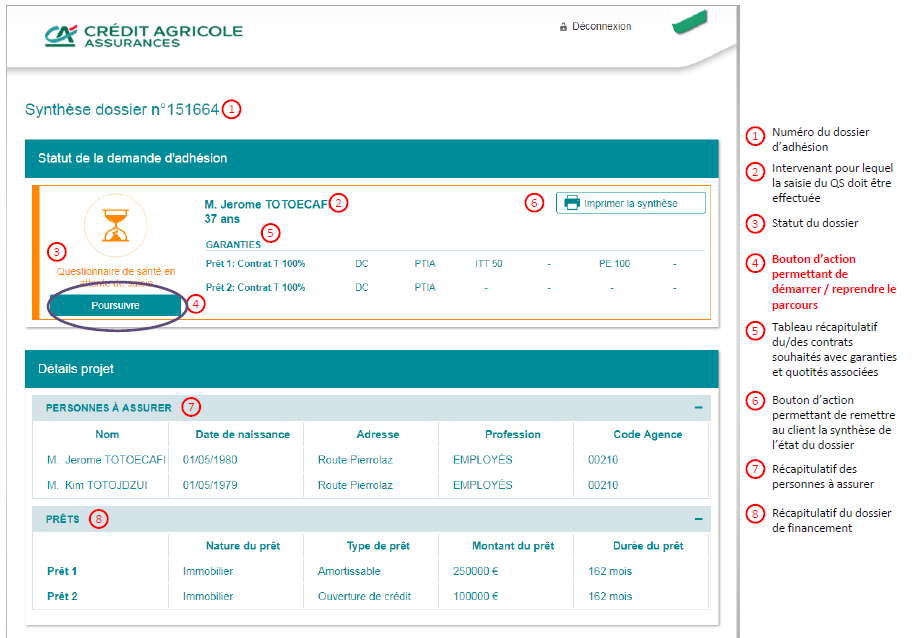 CRÉDIT AGRICOLE
ASSURANCES
Déconnexion
Synthèse dossier n°151664 1
Statut de la demande d'adhésion
M. Jerome TOTOECAFI 2
37 ans
6 Imprimer la synthèse
5
GARANTIES
3
Questionnaire de santé en
attente de saisie
Poursuivre 4
Prêt 1: Contrat T 100% DC PTIA ITT 50 - PE 100 -
Prêt 2: Contrat T 100% DC PTIA - - - -
Détails projet
PERSONNES À ASSURER 7 −
Nom Date de naissance Adresse Profession Code Agence
M. Jerome TOTOECAFI 01/05/1980 Route Pierrolaz EMPLOYÉS 00210
M. Kim TOTOJDZUI 01/05/1979 Route Pierrolaz EMPLOYÉS 00210
PRÊTS 8 −
Nature du prêt Type de prêt Montant du prêt Durée du prêt
Prêt 1 Immobilier Amortissable 250000 € 162 mois
Prêt 2 Immobilier Ouverture de crédit 100000 € 162 mois
1 Numéro du dossier
d'adhésion
2 Intervenant pour lequel
la saisie du QS doit être
effectuée
3 Statut du dossier
4 Bouton d'action
permettant de
démarrer / reprendre le
parcours
5 Tableau récapitulatif
du/des contrats
souhaités avec garanties
et quotités associées
6 Bouton d'action
permettant de remettre
au client la synthèse de
l'état du dossier
7 Récapitulatif des
personnes à assurer
8 Récapitulatif du dossier
de financement